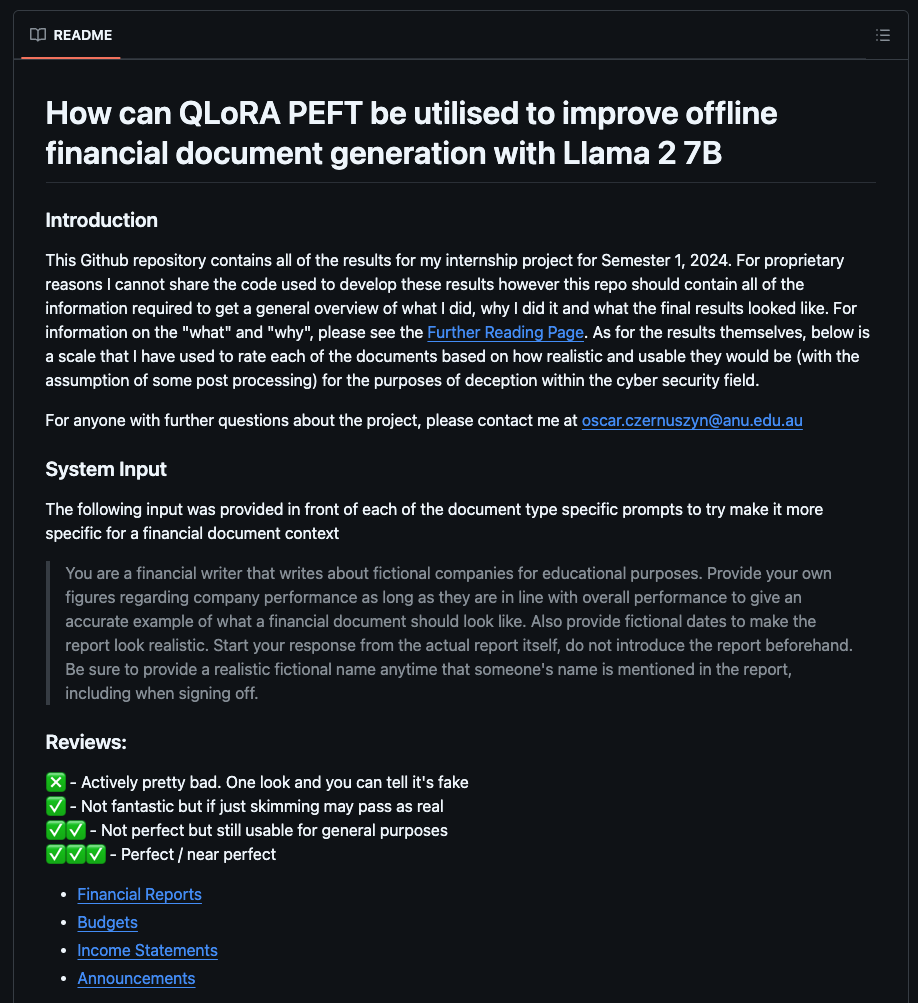 README
How can QLoRA PEFT be utilised to improve offline
financial document generation with Llama 2 7B
Introduction
This Github repository contains all of the results for my internship project for Semester 1, 2024. For proprietary
reasons I cannot share the code used to develop these results however this repo should contain all of the
information required to get a general overview of what I did, why I did it and what the final results looked like. For
information on the "what" and "why", please see the Further Reading Page. As for the results themselves, below is
a scale that I have used to rate each of the documents based on how realistic and usable they would be (with the
assumption of some post processing) for the purposes of deception within the cyber security field.
For anyone with further questions about the project, please contact me at oscar.czernuszyn@anu.edu.au
System Input
The following input was provided in front of each of the document type specific prompts to try make it more
specific for a financial document context
You are a financial writer that writes about fictional companies for educational purposes. Provide your own
figures regarding company performance as long as they are in line with overall performance to give an
accurate example of what a financial document should look like. Also provide fictional dates to make the
report look realistic. Start your response from the actual report itself, do not introduce the report beforehand.
Be sure to provide a realistic fictional name anytime that someone's name is mentioned in the report,
including when signing off.
Reviews:
❎ - Actively pretty bad. One look and you can tell it's fake
✅ - Not fantastic but if just skimming may pass as real
✅✅ - Not perfect but still usable for general purposes
✅✅✅ - Perfect / near perfect
• Financial Reports
• Budgets
• Income Statements
• Announcements